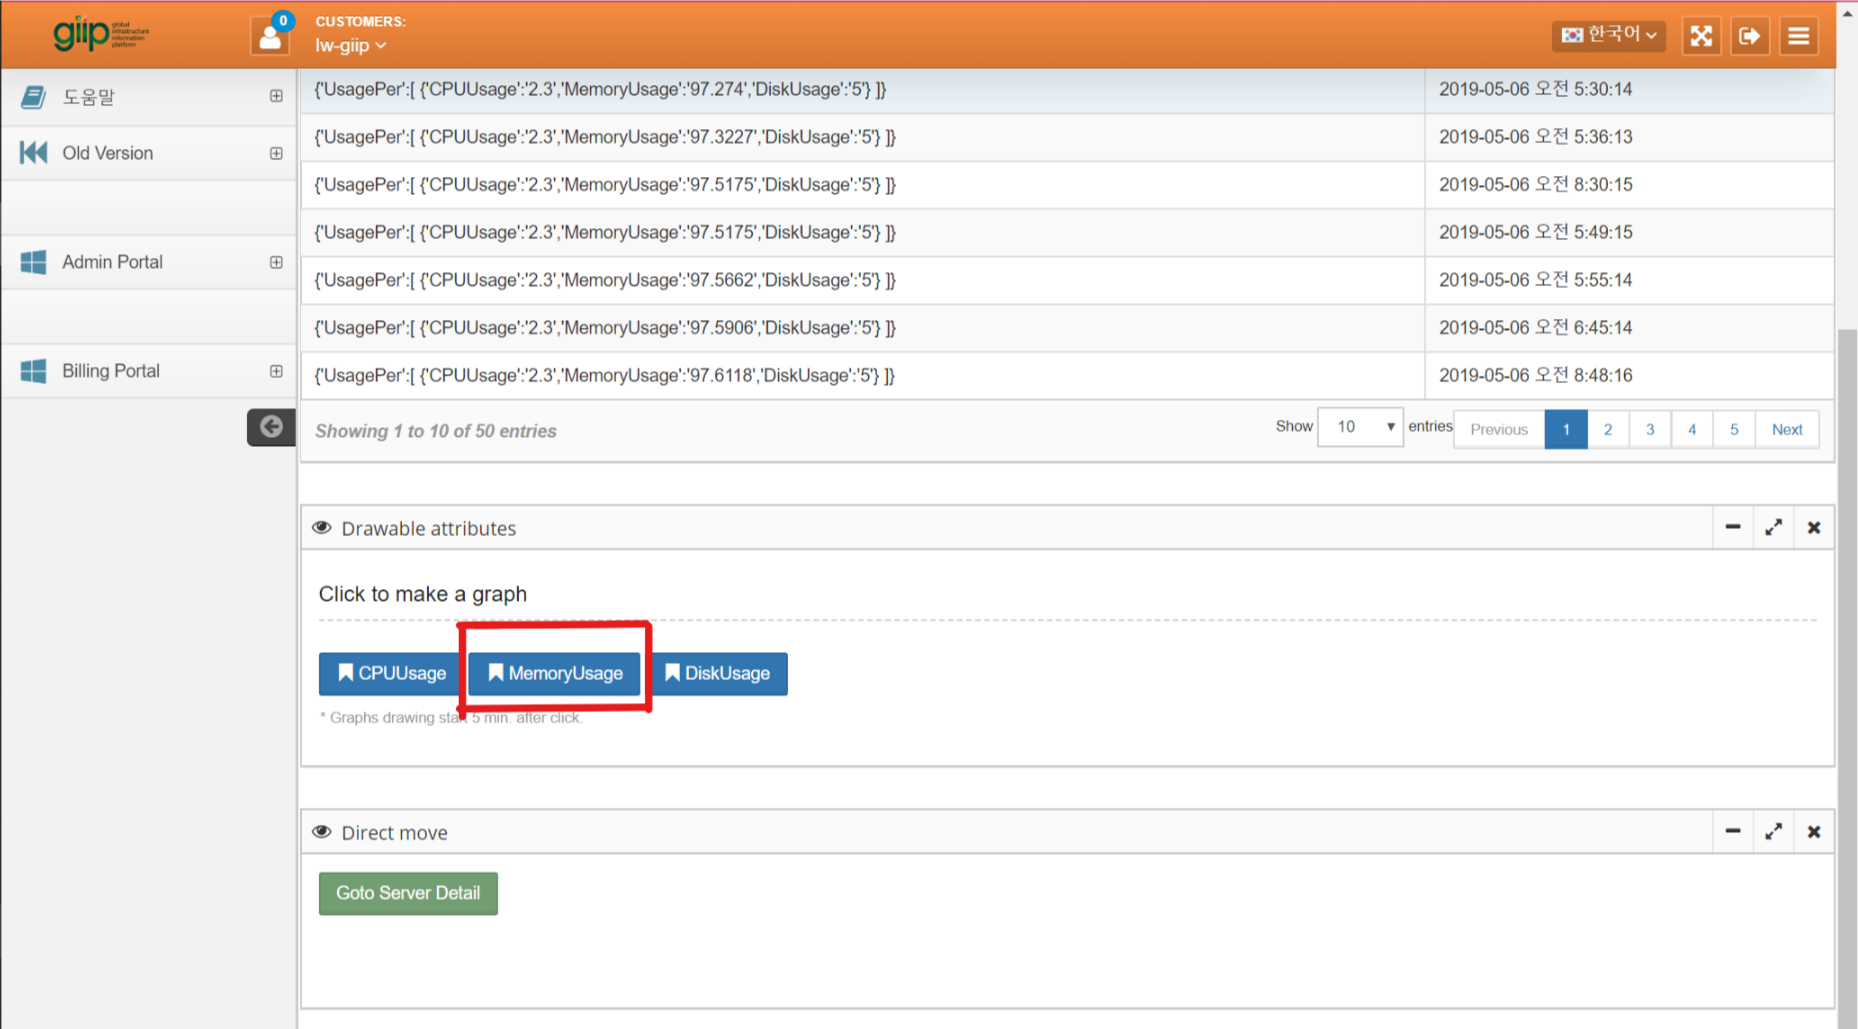 giip global infrastructure information platform
0
CUSTOMERS:
lw-giip
한국어
도움말
Old Version
Admin Portal
Billing Portal
{'UsagePer':[ {'CPUUsage':'2.3','MemoryUsage':'97.274','DiskUsage':'5'} ]} 2019-05-06 오전 5:30:14
{'UsagePer':[ {'CPUUsage':'2.3','MemoryUsage':'97.3227','DiskUsage':'5'} ]} 2019-05-06 오전 5:36:13
{'UsagePer':[ {'CPUUsage':'2.3','MemoryUsage':'97.5175','DiskUsage':'5'} ]} 2019-05-06 오전 8:30:15
{'UsagePer':[ {'CPUUsage':'2.3','MemoryUsage':'97.5175','DiskUsage':'5'} ]} 2019-05-06 오전 5:49:15
{'UsagePer':[ {'CPUUsage':'2.3','MemoryUsage':'97.5662','DiskUsage':'5'} ]} 2019-05-06 오전 5:55:14
{'UsagePer':[ {'CPUUsage':'2.3','MemoryUsage':'97.5906','DiskUsage':'5'} ]} 2019-05-06 오전 6:45:14
{'UsagePer':[ {'CPUUsage':'2.3','MemoryUsage':'97.6118','DiskUsage':'5'} ]} 2019-05-06 오전 8:48:16
Showing 1 to 10 of 50 entries Show 10 entries Previous 1 2 3 4 5 Next
Drawable attributes
Click to make a graph
CPUUsage MemoryUsage DiskUsage
* Graphs drawing start 5 min. after click.
Direct move
Goto Server Detail